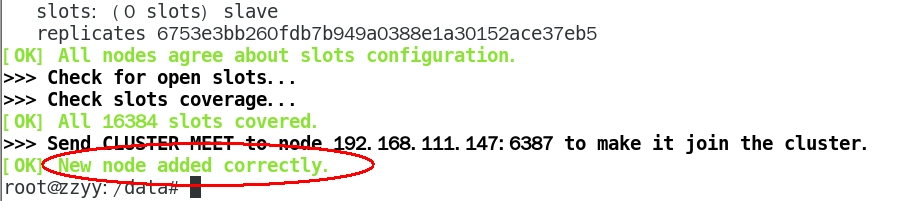 slots: (0 slots) slave
replicates 6753e3bb260fdb7b949a0388e1a30152ace37eb5
[OK] All nodes agree about slots configuration.
>>> Check for open slots...
>>> Check slots coverage...
[OK] All 16384 slots covered.
>>> Send CLUSTER MEET to node 192.168.111.147:6387 to make it join the cluster.
[OK] New node added correctly.
root@zzyy:/data#